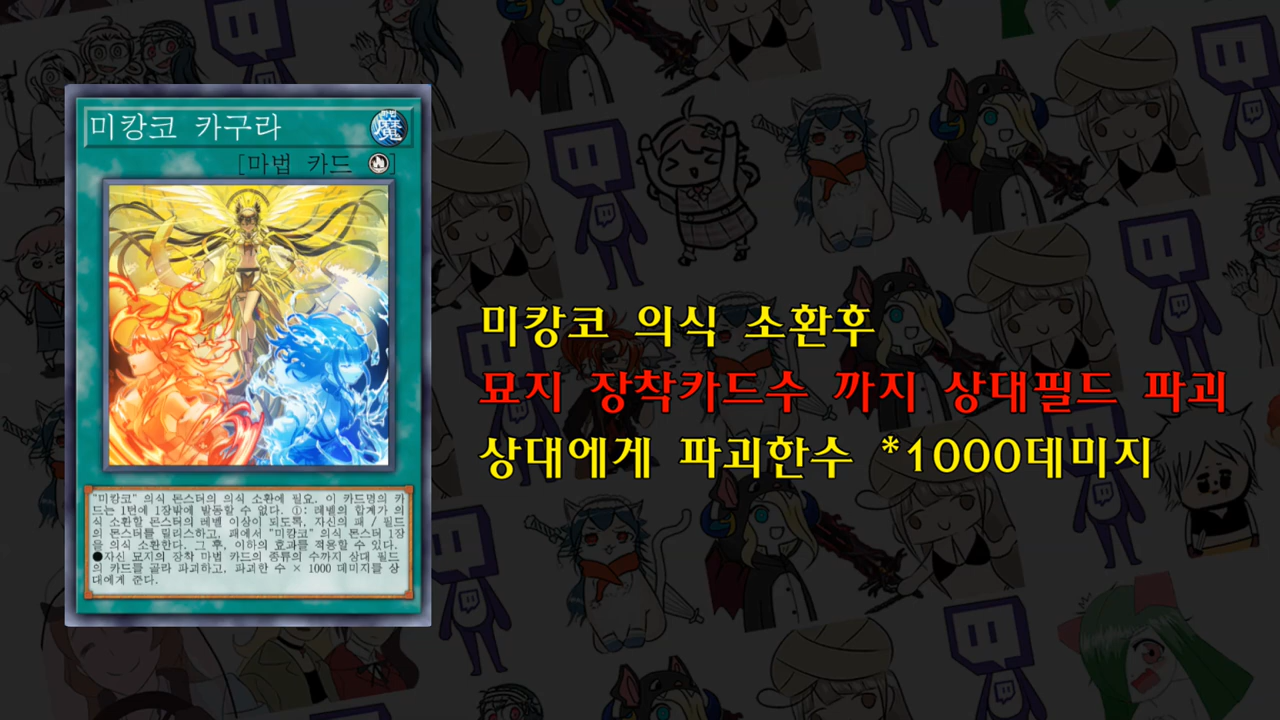 미캉코 카구라
마법
魔
[마법 카드]
"미캉코" 의식 몬스터의 의식 소환에 필요. 이 카드명의 카
드는 1턴에 1장밖에 발동할 수 없다. ①: 레벨의 합계가 의
식 소환할 몬스터의 레벨 이상이 되도록, 자신의 패 / 필드
의 몬스터를 릴리스하고, 패에서 "미캉코" 의식 몬스터 1장
을 의식 소환한다. 그 후, 이하의 효과를 적용할 수 있다.
●자신 묘지의 장착 마법 카드의 종류의 수까지 상대 필드
의 카드를 골라 파괴하고, 파괴한 수 × 1000 데미지를 상
대에게 준다.
미캉코 의식 소환후
묘지 장착카드수 까지 상대필드 파괴
상대에게 파괴한수 *1000데미지